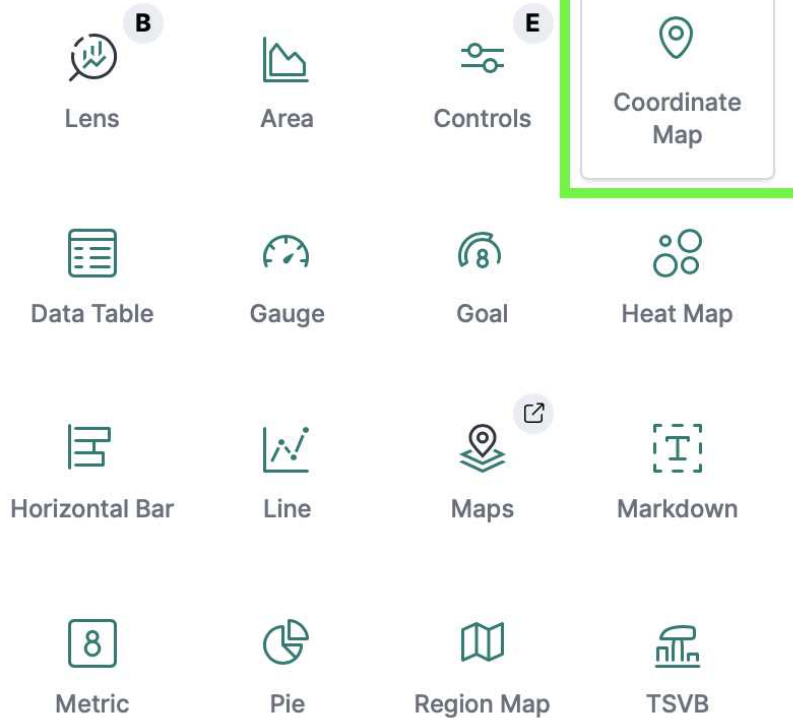 B
E
Lens
Area
Controls
Coordinate
Map
Data Table
Gauge
8
Goal
Heat Map
Horizontal Bar
Line
Maps
T
Markdown
8
Metric
Pie
Region Map
TSVB